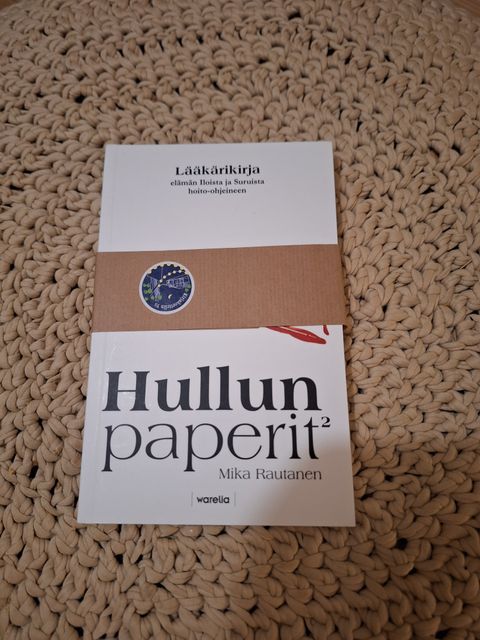 Lääkärikirja
elämän Iloista ja Suruista
hoito-ohjeineen
Hullun
paperit²
Mika Rautanen
| warelia |